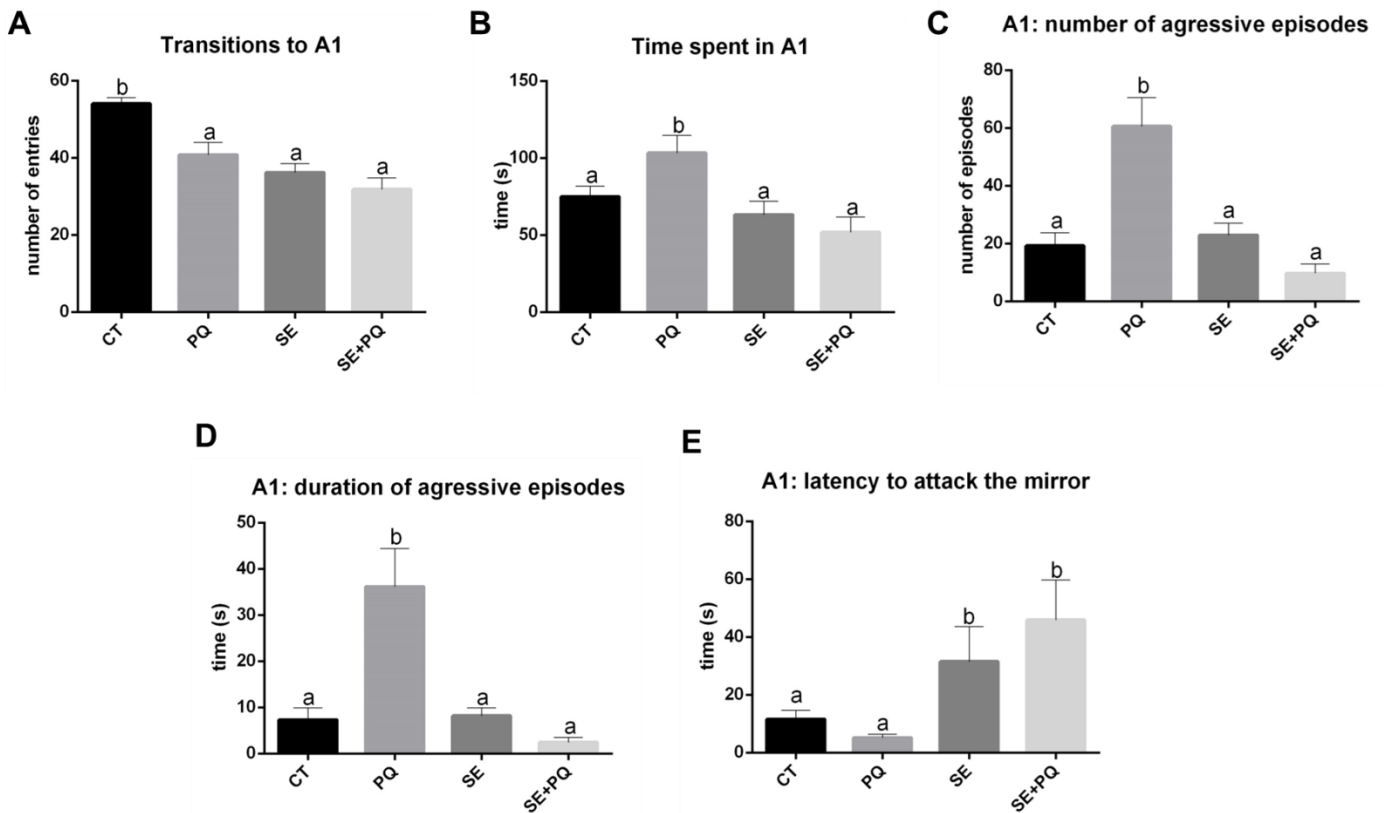 A
Transitions to A1
number of entries
60
40
20
0
b
a
a
a
CT
PQ
SE
SE+PQ
B
Time spent in A1
time (s)
150
100
50
0
a
b
a
a
CT
PQ
SE
SE+PQ
C
A1: number of agressive episodes
number of episodes
80
60
40
20
0
a
b
a
a
CT
PQ
SE
SE+PQ
D
A1: duration of agressive episodes
time (s)
50
40
30
20
10
0
a
b
a
a
CT
PQ
SE
SE+PQ
E
A1: latency to attack the mirror
time (s)
80
60
40
20
0
a
a
b
b
CT
PQ
SE
SE+PQ